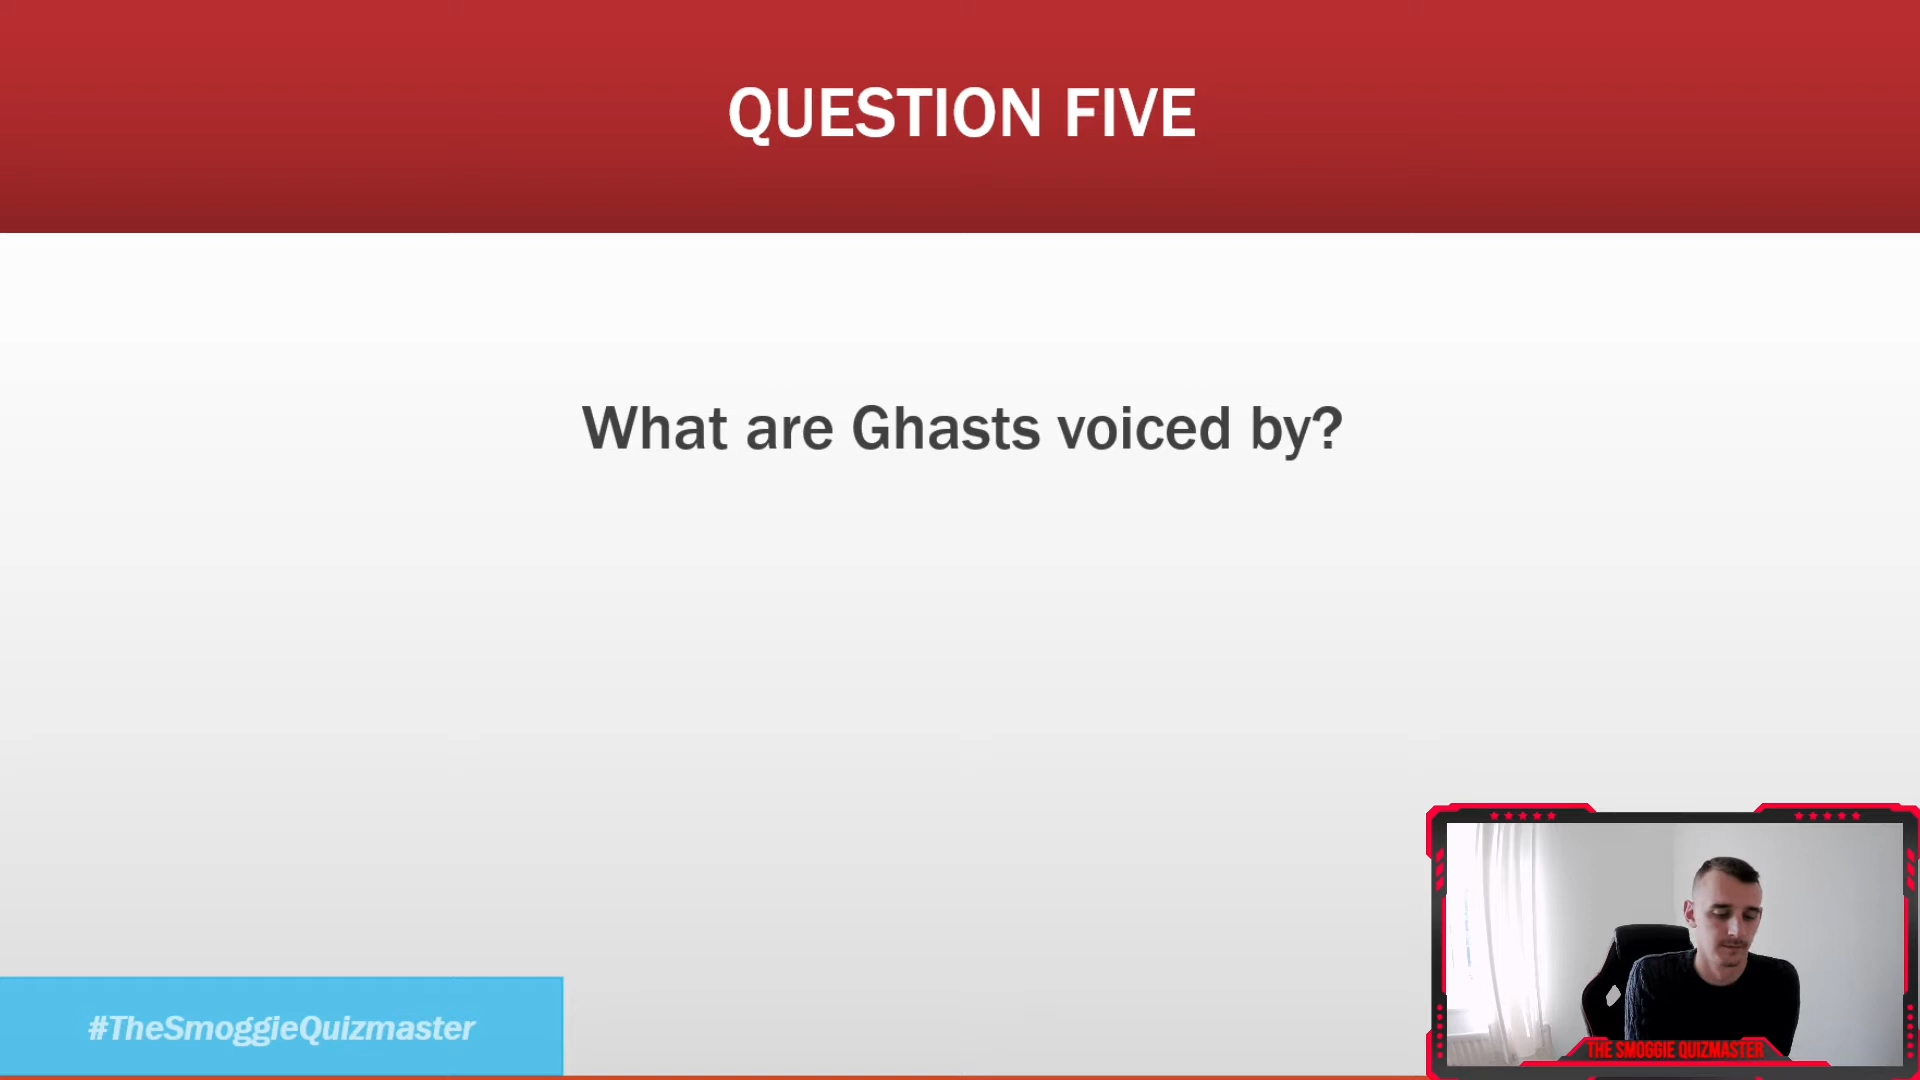 QUESTION FIVE
What are Ghasts voiced by?
#TheSmoggieQuizmaster
THE SMOGGIE QUIZMASTER